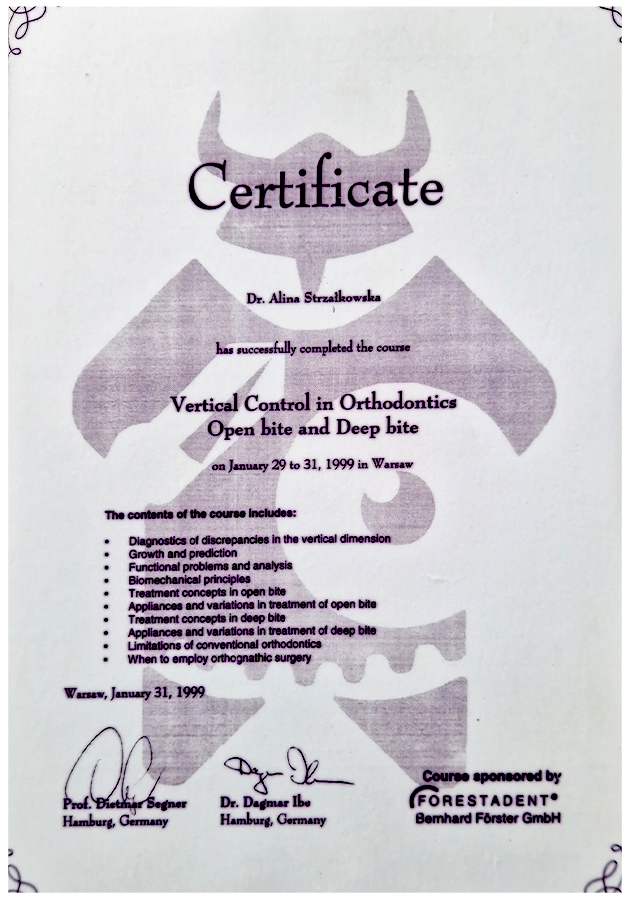 Certificate
Dr. Alina Strzałkowska
has successfully completed the course
Vertical Control in Orthodontics
Open bite and Deep bite
on January 29 to 31, 1999 in Warsaw
The contents of the course includes:
• Diagnostics of discrepancies in the vertical dimension
• Growth and prediction
• Functional problems and analysis
• Biomechanical principles
• Treatment concepts in open bite
• Appliances and variations in treatment of open bite
• Treatment concepts in deep bite
• Appliances and variations in treatment of deep bite
• Limitations of conventional orthodontics
• When to employ orthognathic surgery
Warsaw, January 31, 1999
Prof. Dietmar Segner
Hamburg, Germany
Dr. Dagmar Ibe
Hamburg, Germany
Course sponsored by
FORESTADENT®
Bernhard Förster GmbH